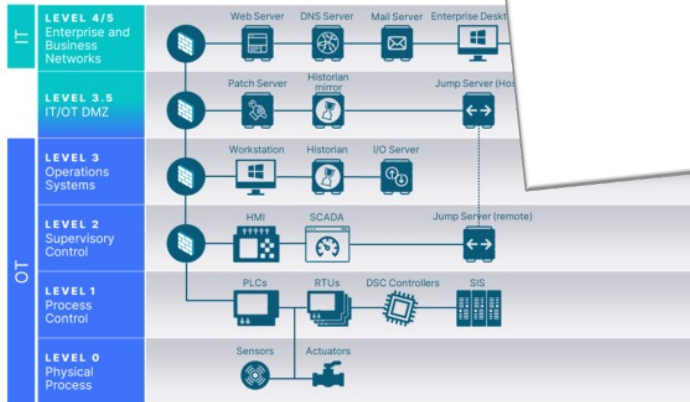 IT
LEVEL 4/5
Enterprise and
Business
Networks
Web Server DNS Server Mail Server Enterprise
LEVEL 3.5
IT/OT DMZ
Patch Server Historian mirror Jump Server
OT
LEVEL 3
Operations
Systems
Workstation Historian I/O Server
LEVEL 2
Supervisory
Control
HMI SCADA Jump Server (remote)
LEVEL 1
Process
Control
PLCs RTUs DSC Controllers SIS
LEVEL 0
Physical
Process
Sensors Actuators